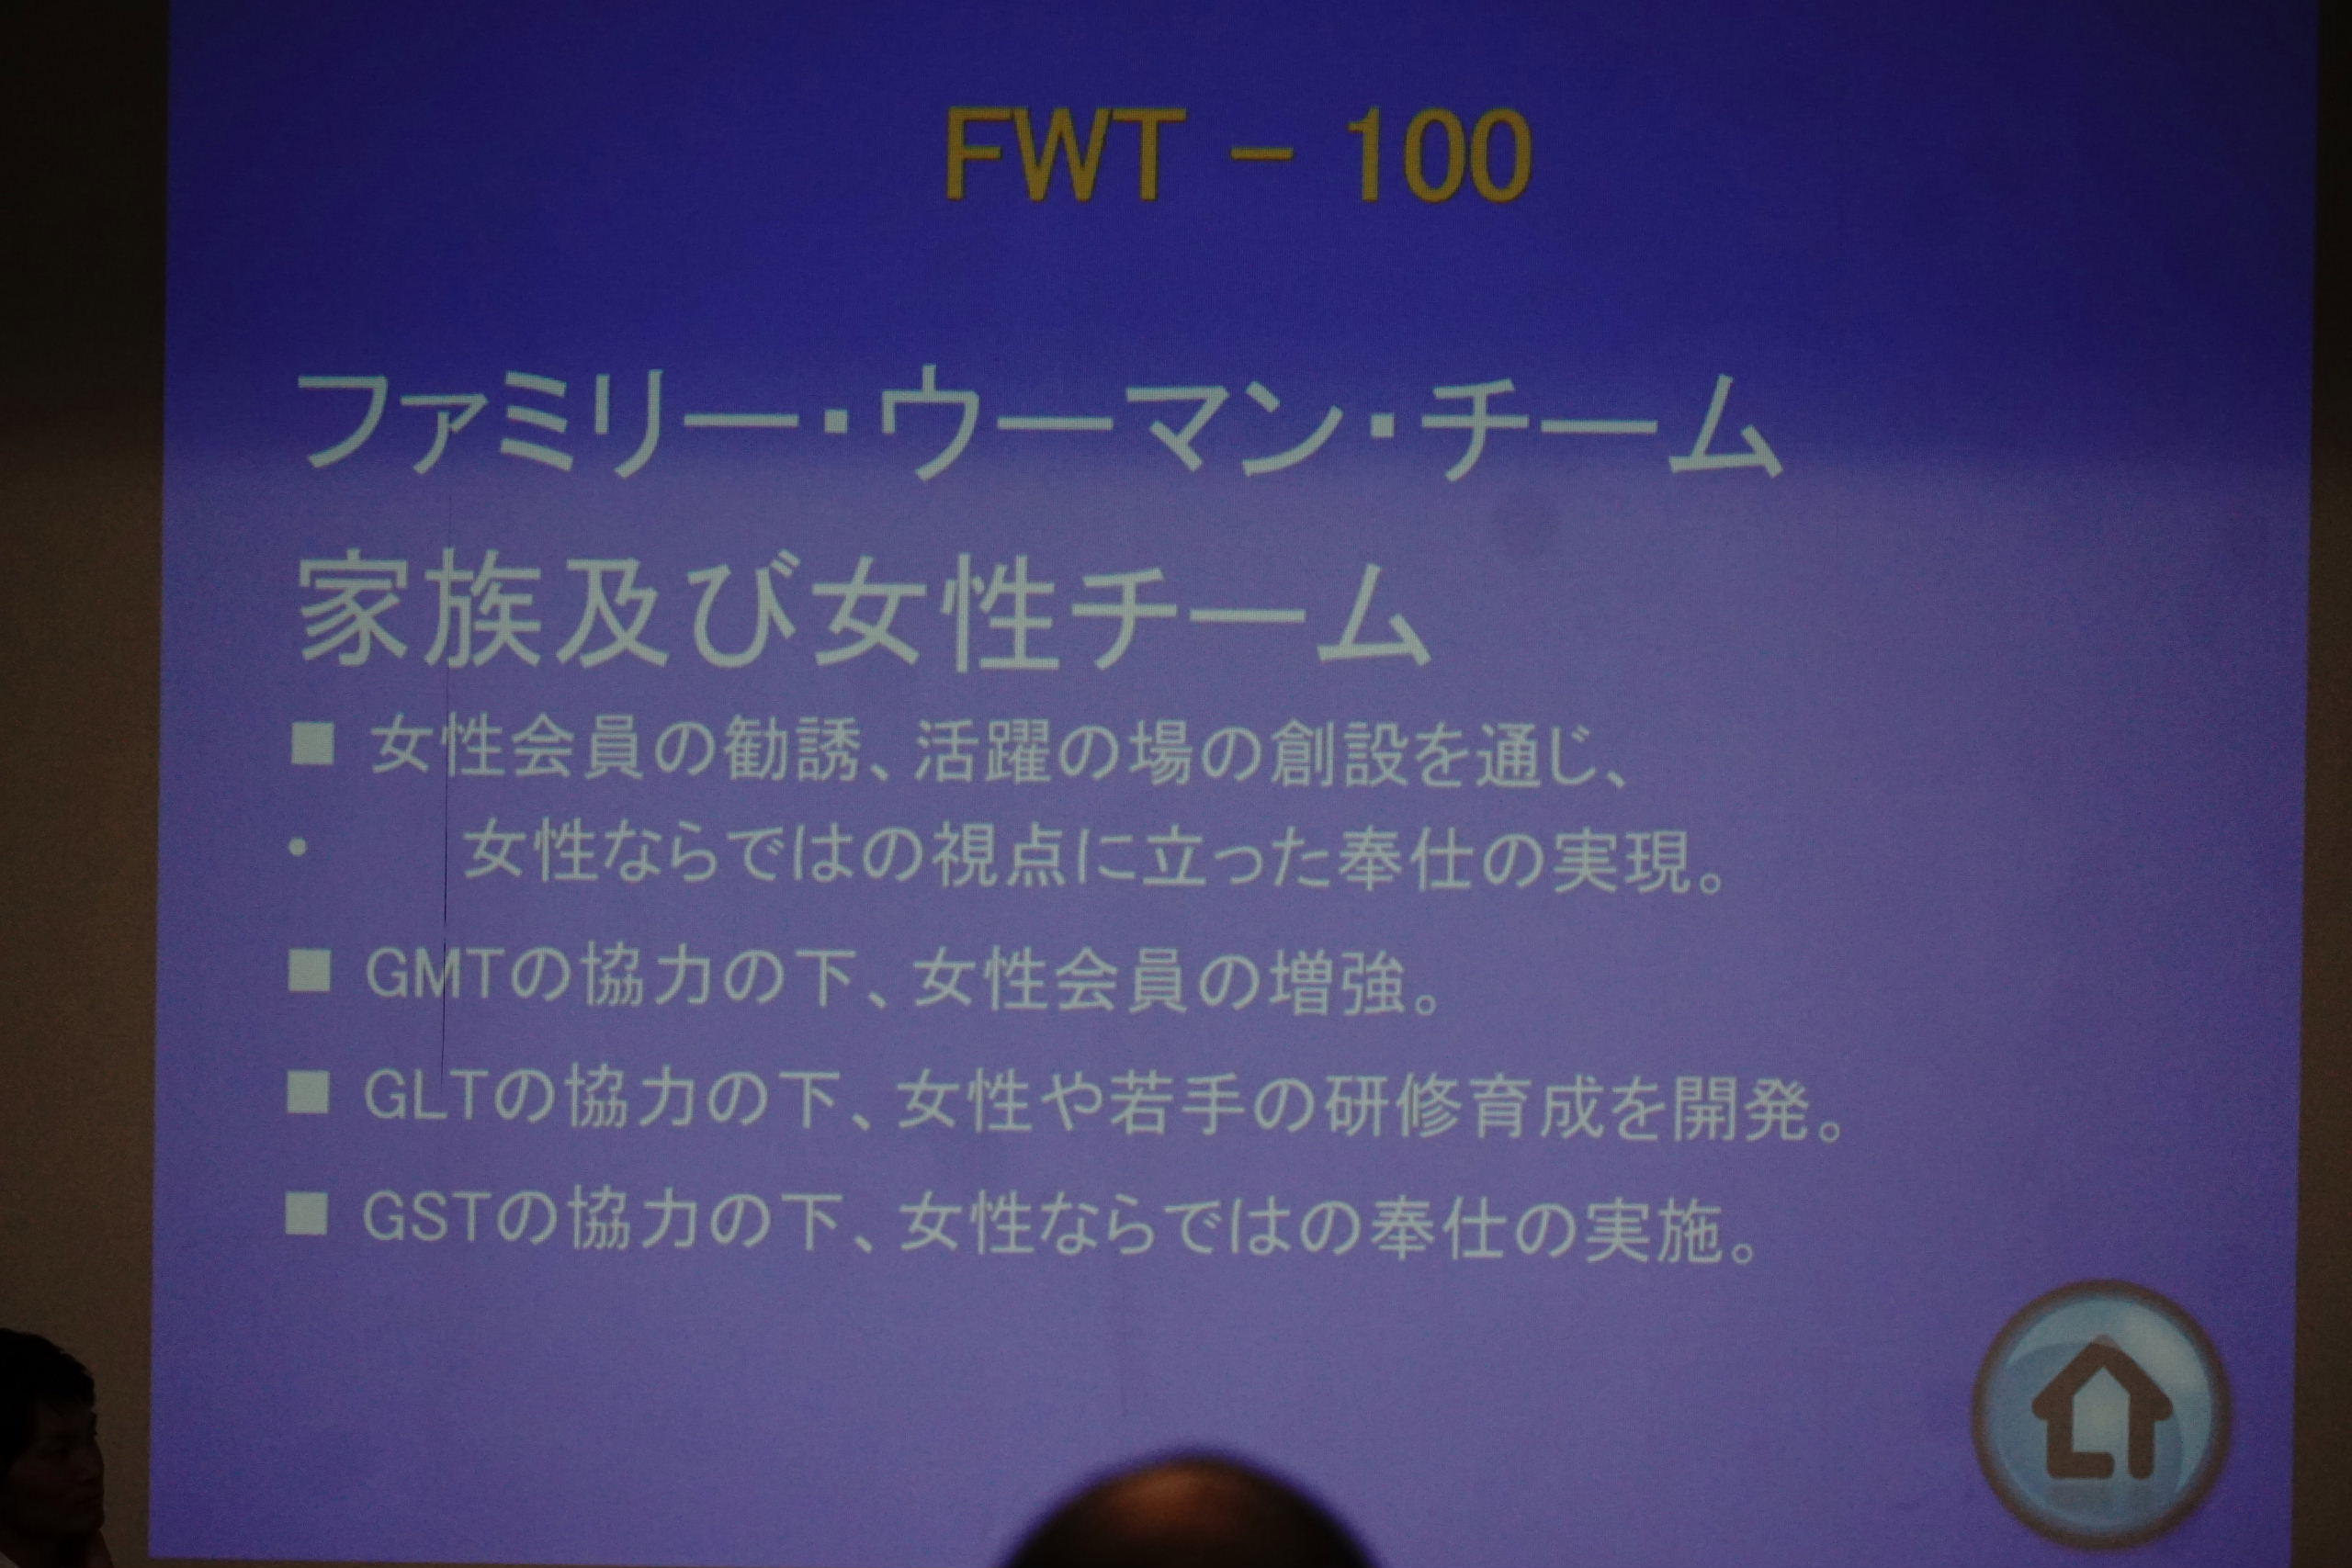 FWT － 100
ファミリー・ウーマン・チーム
家族及び女性チーム
■ 女性会員の勧誘、活躍の場の創設を通じ、
• 女性ならではの視点に立った奉仕の実現。
■ GMTの協力の下、女性会員の増強。
■ GLTの協力の下、女性や若手の研修育成を開発。
■ GSTの協力の下、女性ならではの奉仕の実施。